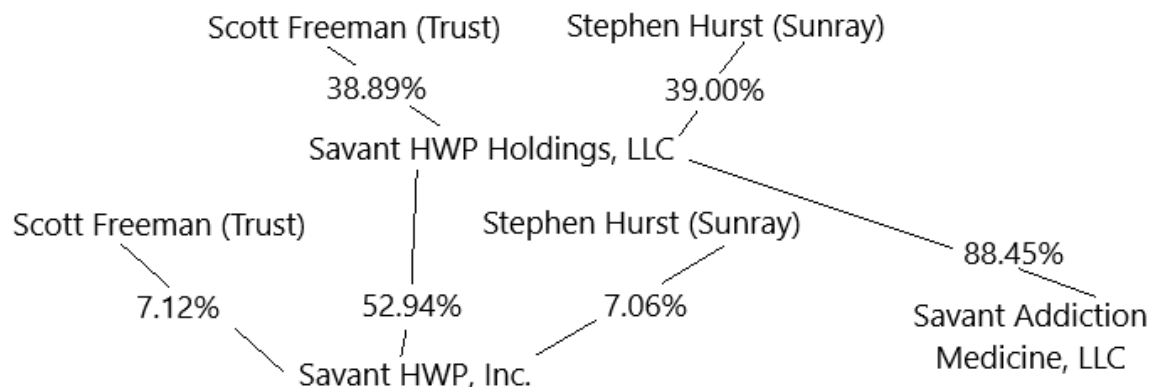 Scott Freeman (Trust)
Stephen Hurst (Sunray)
38.89%
39.00%
Savant HWP Holdings, LLC
Scott Freeman (Trust)
Stephen Hurst (Sunray)
88.45%
7.12%
52.94%
7.06%
Savant Addiction
Medicine, LLC
Savant HWP, Inc.